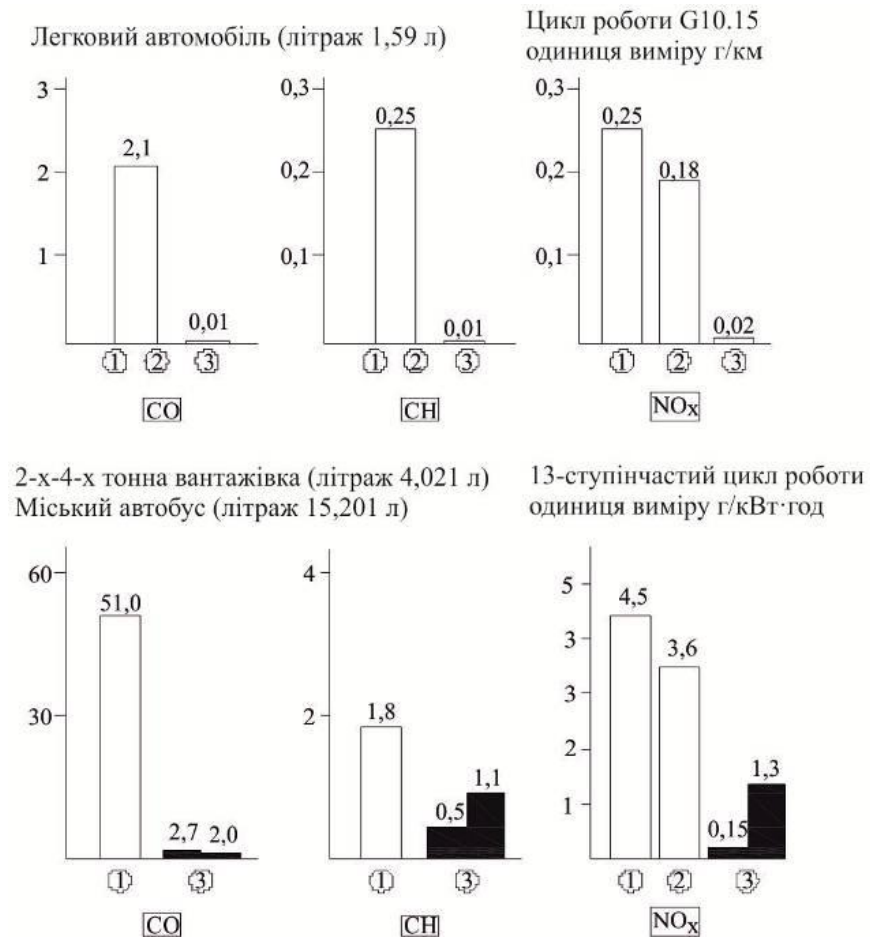 Легковий автомобіль (літраж 1,59 л)
Цикл роботи G10.15
одиниця виміру г/км
3
2
1
2,1
0,01
① ② ③
CO
0,3
0,2
0,1
0,25
0,01
① ② ③
CH
0,3
0,2
0,1
0,25
0,18
0,02
① ② ③
NOx
2-х-4-х тонна вантажівка (літраж 4,021 л)
Міський автобус (літраж 15,201 л)
13-ступінчастий цикл роботи
одиниця виміру г/кВт·год
60
30
51,0
2,7 2,0
① ③
CO
4
2
1,8
0,5
1,1
① ③
CH
5
3
3
2
1
4,5
3,6
0,15
1,3
① ② ③
NOx